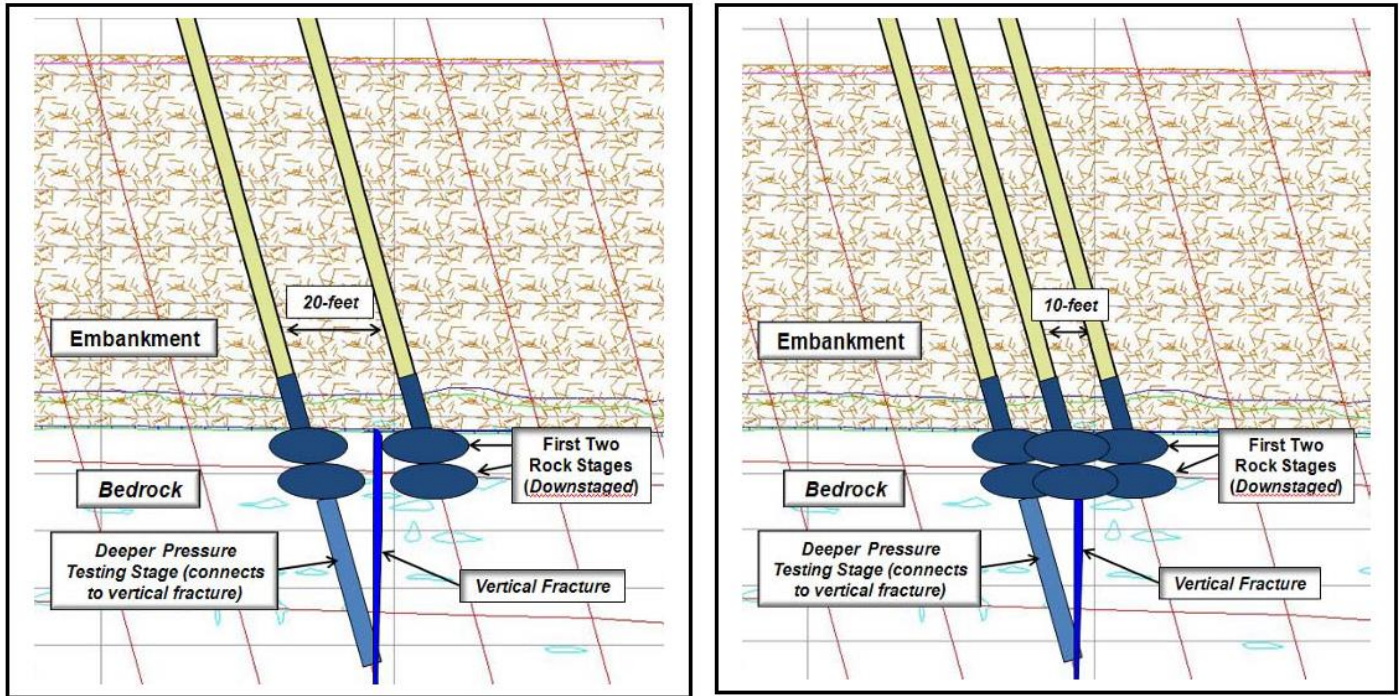 20-feet
Embankment
First Two
Rock Stages
(Downstaged)
Bedrock
Deeper Pressure
Testing Stage (connects
to vertical fracture)
Vertical Fracture
10-feet
Embankment
First Two
Rock Stages
(Downstaged)
Bedrock
Deeper Pressure
Testing Stage (connects
to vertical fracture)
Vertical Fracture